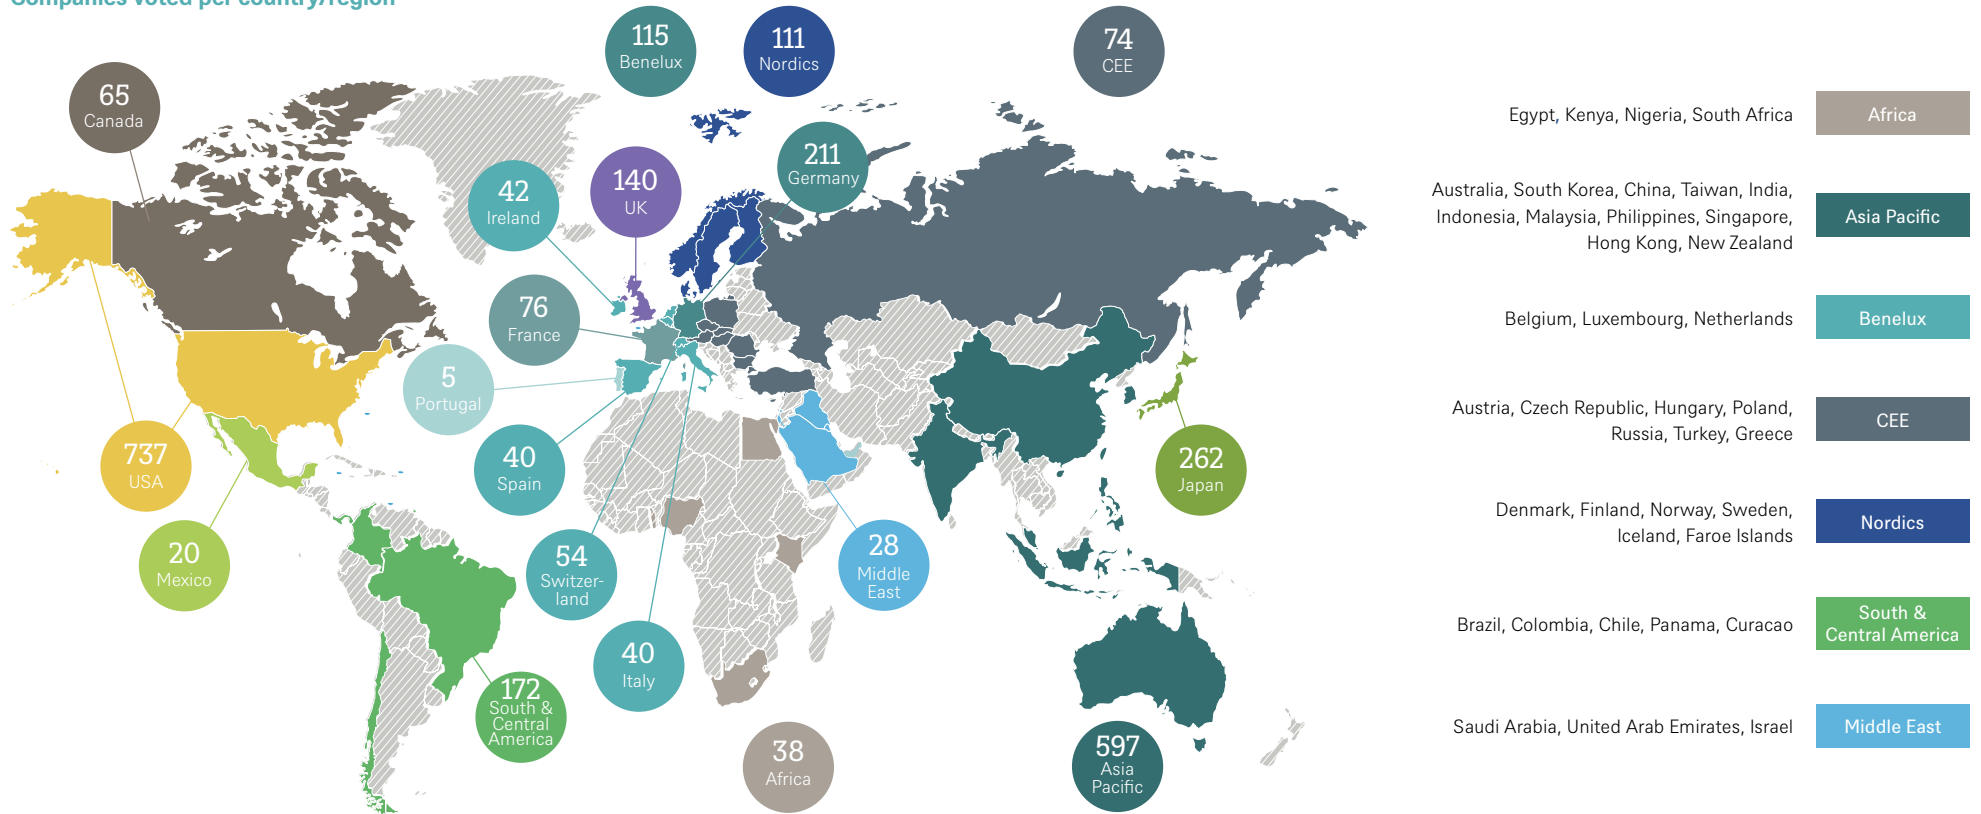 Companies voted per country/region
115
Benelux
111
Nordics
74
CEE
65
Canada
211
Germany
42
Ireland
140
UK
76
France
5
Portugal
737
USA
40
Spain
262
Japan
20
Mexico
54
Switzer-
land
28
Middle
East
40
Italy
172
South &
Central
America
38
Africa
597
Asia
Pacific
Egypt, Kenya, Nigeria, South Africa
Africa
Australia, South Korea, China, Taiwan, India,
Indonesia, Malaysia, Philippines, Singapore,
Hong Kong, New Zealand
Asia Pacific
Belgium, Luxembourg, Netherlands
Benelux
Austria, Czech Republic, Hungary, Poland,
Russia, Turkey, Greece
CEE
Denmark, Finland, Norway, Sweden,
Iceland, Faroe Islands
Nordics
Brazil, Colombia, Chile, Panama, Curacao
South &
Central America
Saudi Arabia, United Arab Emirates, Israel
Middle East